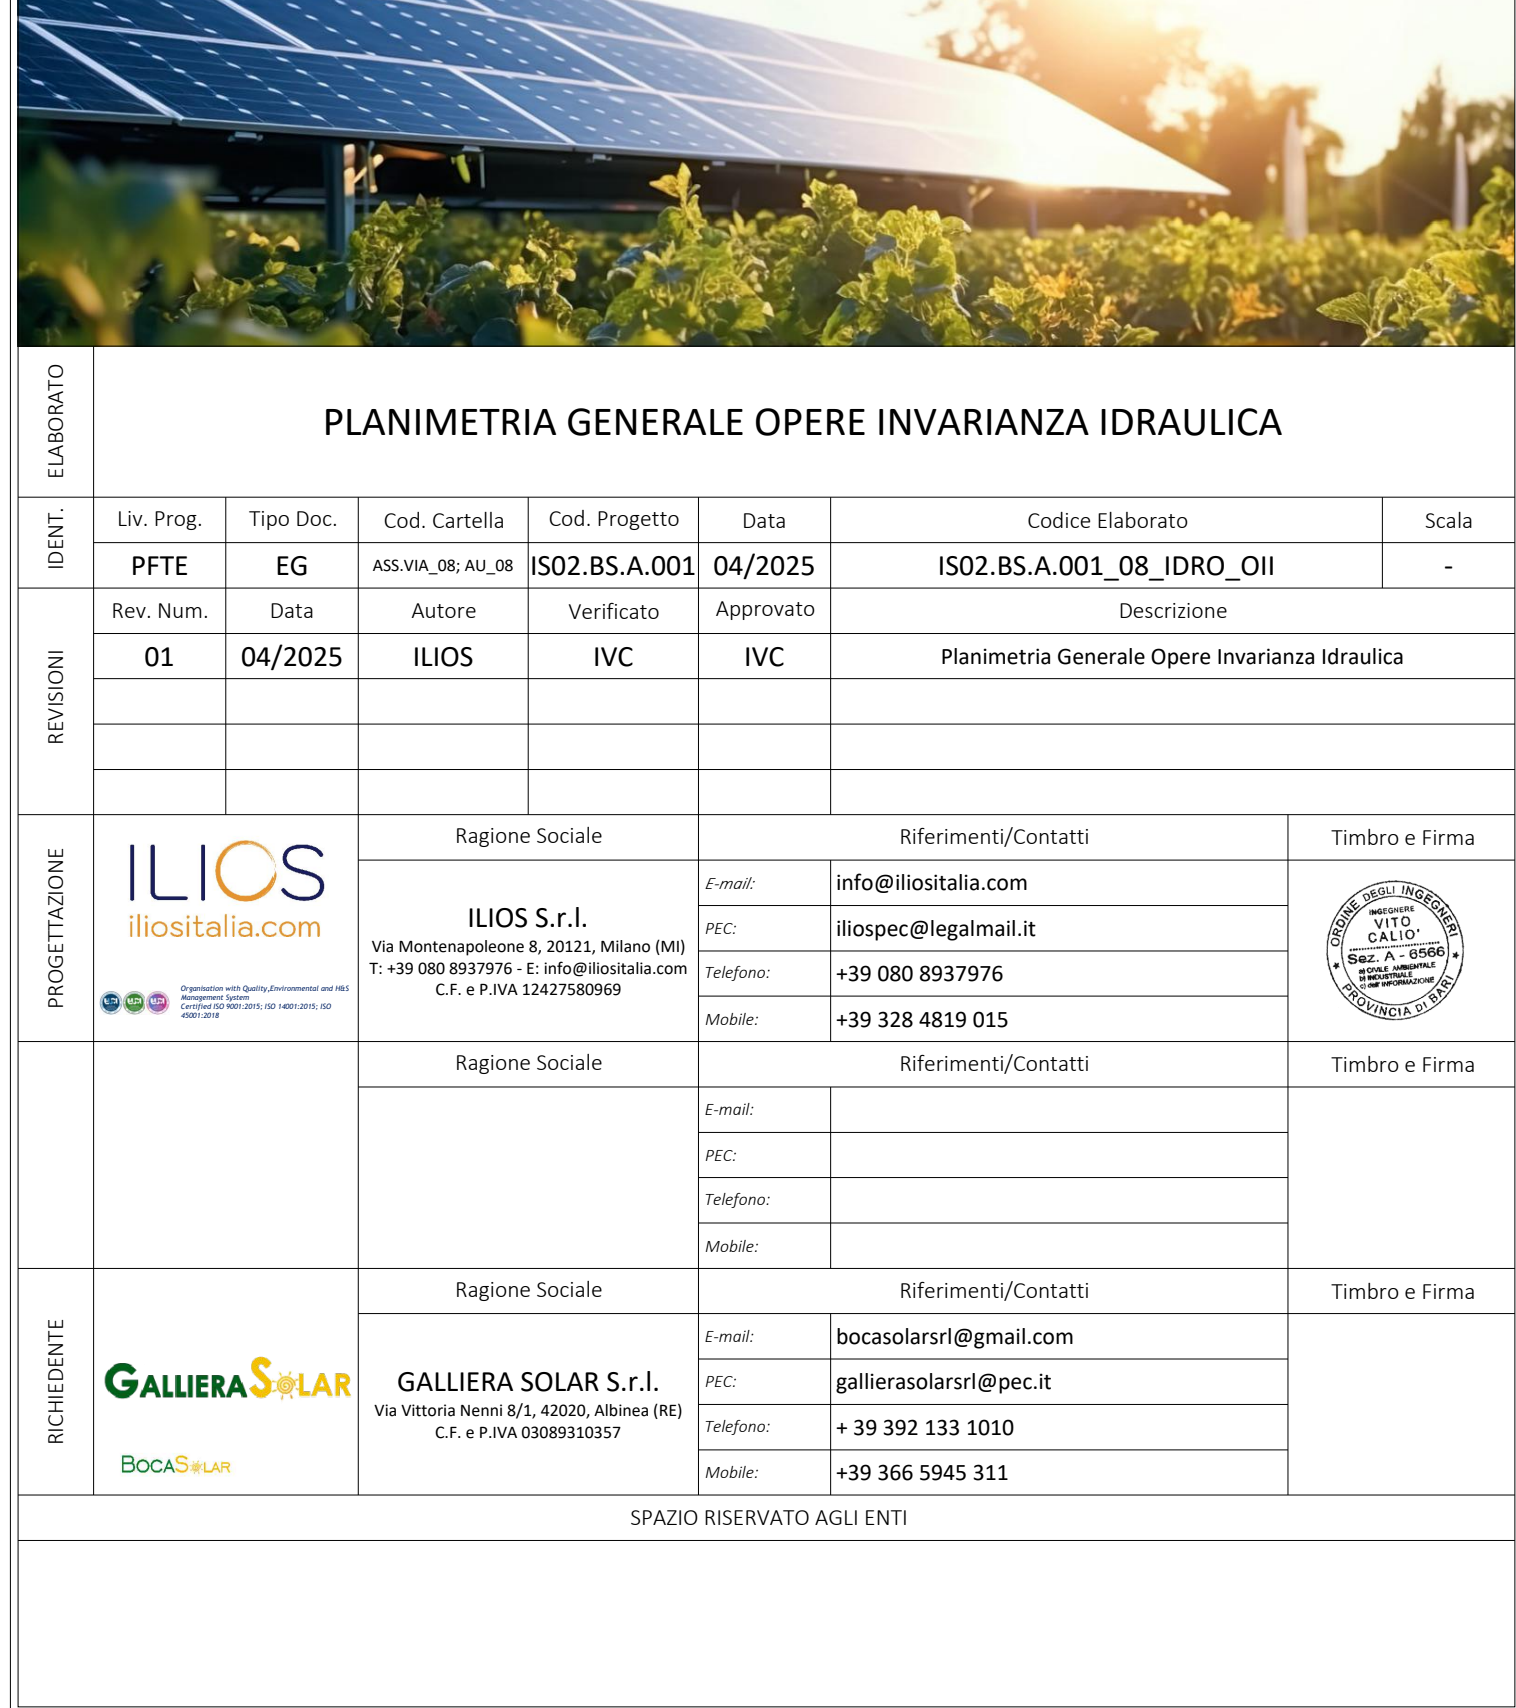 ELABORATO
PLANIMETRIA GENERALE OPERE INVARIANZA IDRAULICA
IDENT.
Liv. Prog. Tipo Doc. Cod. Cartella Cod. Progetto Data Codice Elaborato Scala
PFTE EG ASS.VIA_08; AU_08 IS02.BS.A.001 04/2025 IS02.BS.A.001_08_IDRO_OII -
REVISIONI
Rev. Num. Data Autore Verificato Approvato Descrizione
01 04/2025 ILIOS IVC IVC Planimetria Generale Opere Invarianza Idraulica
PROGETTAZIONE
ILIOS
iliositalia.com
Organisation with Quality,Environmental and H&S
Management System
Certified ISO 9001:2015; ISO 14001:2015; ISO
45001:2018
Ragione Sociale
ILIOS S.r.l.
Via Montenapoleone 8, 20121, Milano (MI)
T: +39 080 8937976 - E: info@iliositalia.com
C.F. e P.IVA 12427580969
Riferimenti/Contatti
E-mail: info@iliositalia.com
PEC: iliospec@legalmail.it
Telefono: +39 080 8937976
Mobile: +39 328 4819 015
Timbro e Firma
ORDINE DEGLI INGEGNERI
INGEGNERE
VITO
CALIO'
Sez. A - 6566
a) CIVILE AMBIENTALE
b) INDUSTRIALE
c) dell' INFORMAZIONE
PROVINCIA DI BARI
Ragione Sociale
Riferimenti/Contatti
E-mail:
PEC:
Telefono:
Mobile:
Timbro e Firma
RICHIEDENTE
GALLIERA SOLAR
BOCASOLAR
Ragione Sociale
GALLIERA SOLAR S.r.l.
Via Vittoria Nenni 8/1, 42020, Albinea (RE)
C.F. e P.IVA 03089310357
Riferimenti/Contatti
E-mail: bocasolarsrl@gmail.com
PEC: gallierasolarsrl@pec.it
Telefono: + 39 392 133 1010
Mobile: +39 366 5945 311
Timbro e Firma
SPAZIO RISERVATO AGLI ENTI